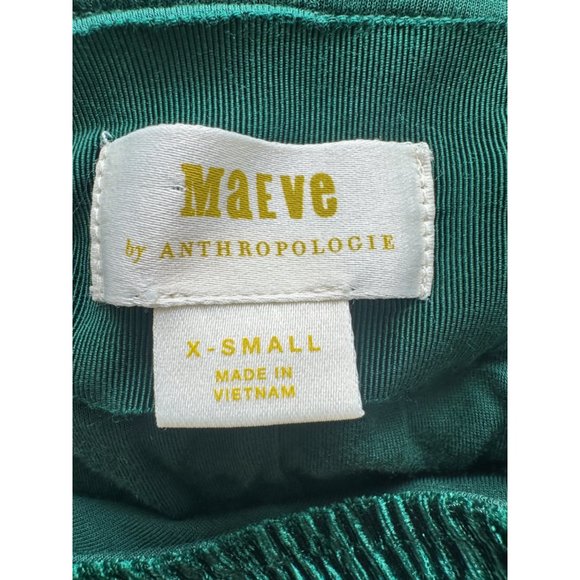 MaEve
by ANTHROPOLOGIE
X-SMALL
MADE IN
VIETNAM